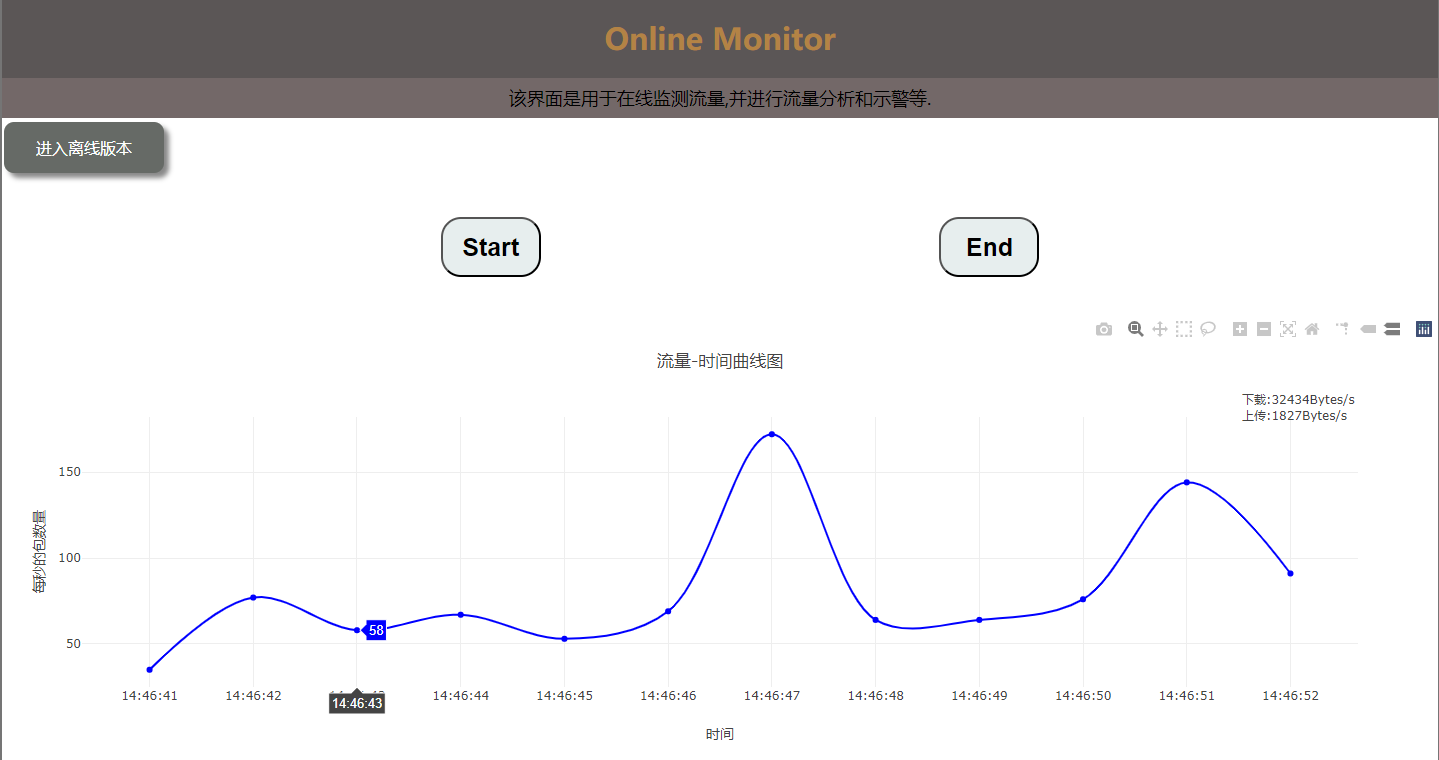 Online Monitor
该界面是用于在线监测流量,并进行流量分析和示警等.
进入离线版本
Start
End
流量-时间曲线图
下载:32434Bytes/s
上传:1827Bytes/s
150
100
50
每秒的包数量
58
14:46:41
14:46:42
14:46:43
14:46:44
14:46:45
14:46:46
14:46:47
14:46:48
14:46:49
14:46:50
14:46:51
14:46:52
时间